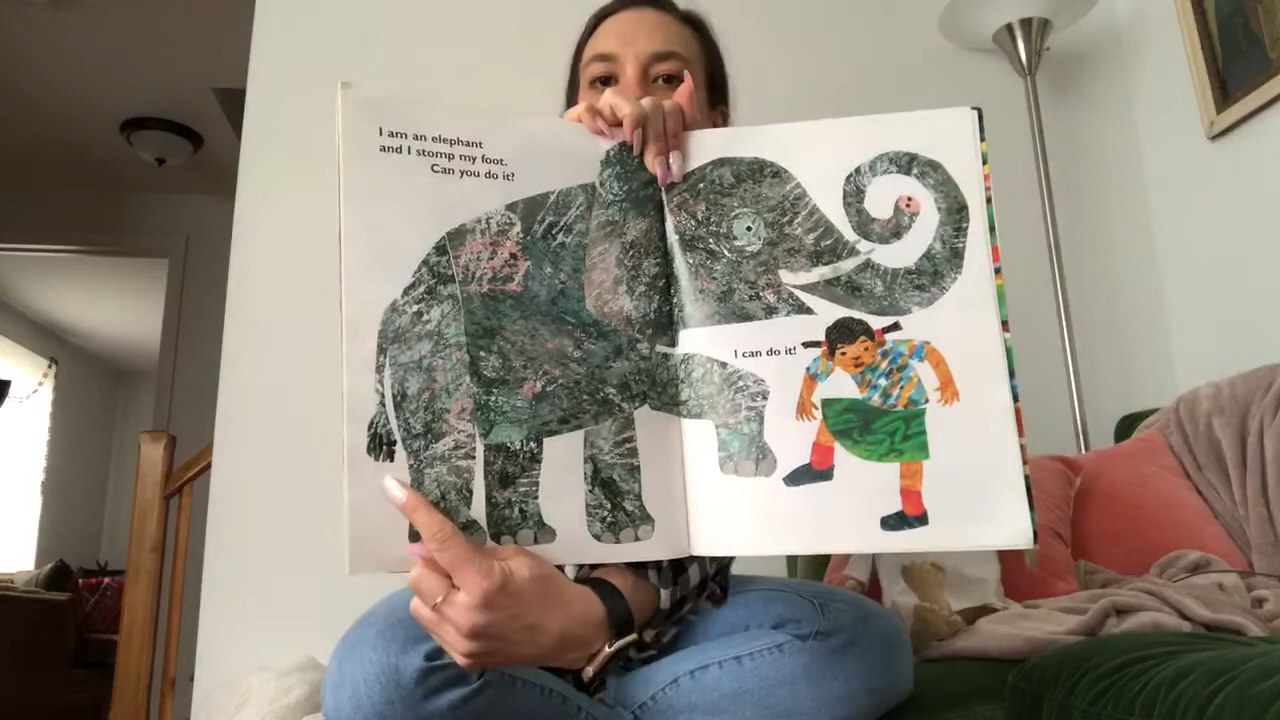 I am an elephant
and I stomp my foot.
Can you do it?
I can do it!